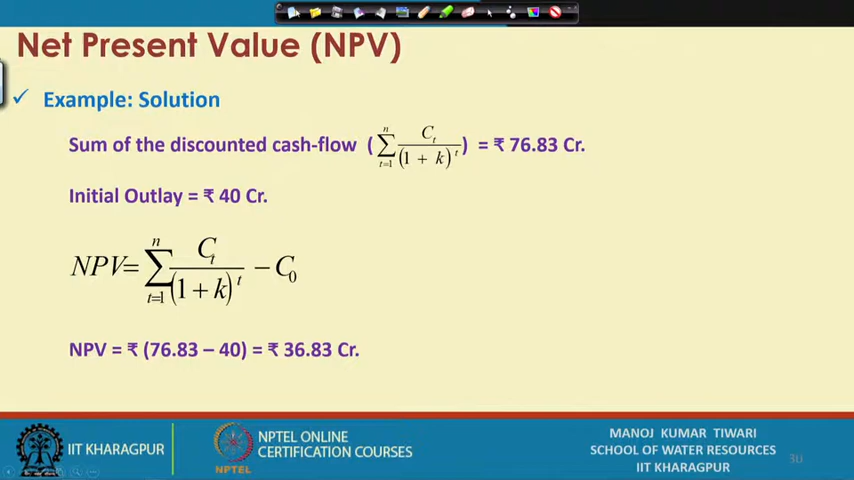 Net Present Value (NPV)
✓ Example: Solution
Sum of the discounted cash-flow ( \sum_{t=1}^{n} \frac{C_t}{(1 + k)^t} ) = ₹ 76.83 Cr.
Initial Outlay = ₹ 40 Cr.
NPV = \sum_{t=1}^{n} \frac{C_t}{(1 + k)^t} − C_0
NPV = ₹ (76.83 – 40) = ₹ 36.83 Cr.
IIT KHARAGPUR
NPTEL
NPTEL ONLINE
CERTIFICATION COURSES
MANOJ KUMAR TIWARI
SCHOOL OF WATER RESOURCES
IIT KHARAGPUR